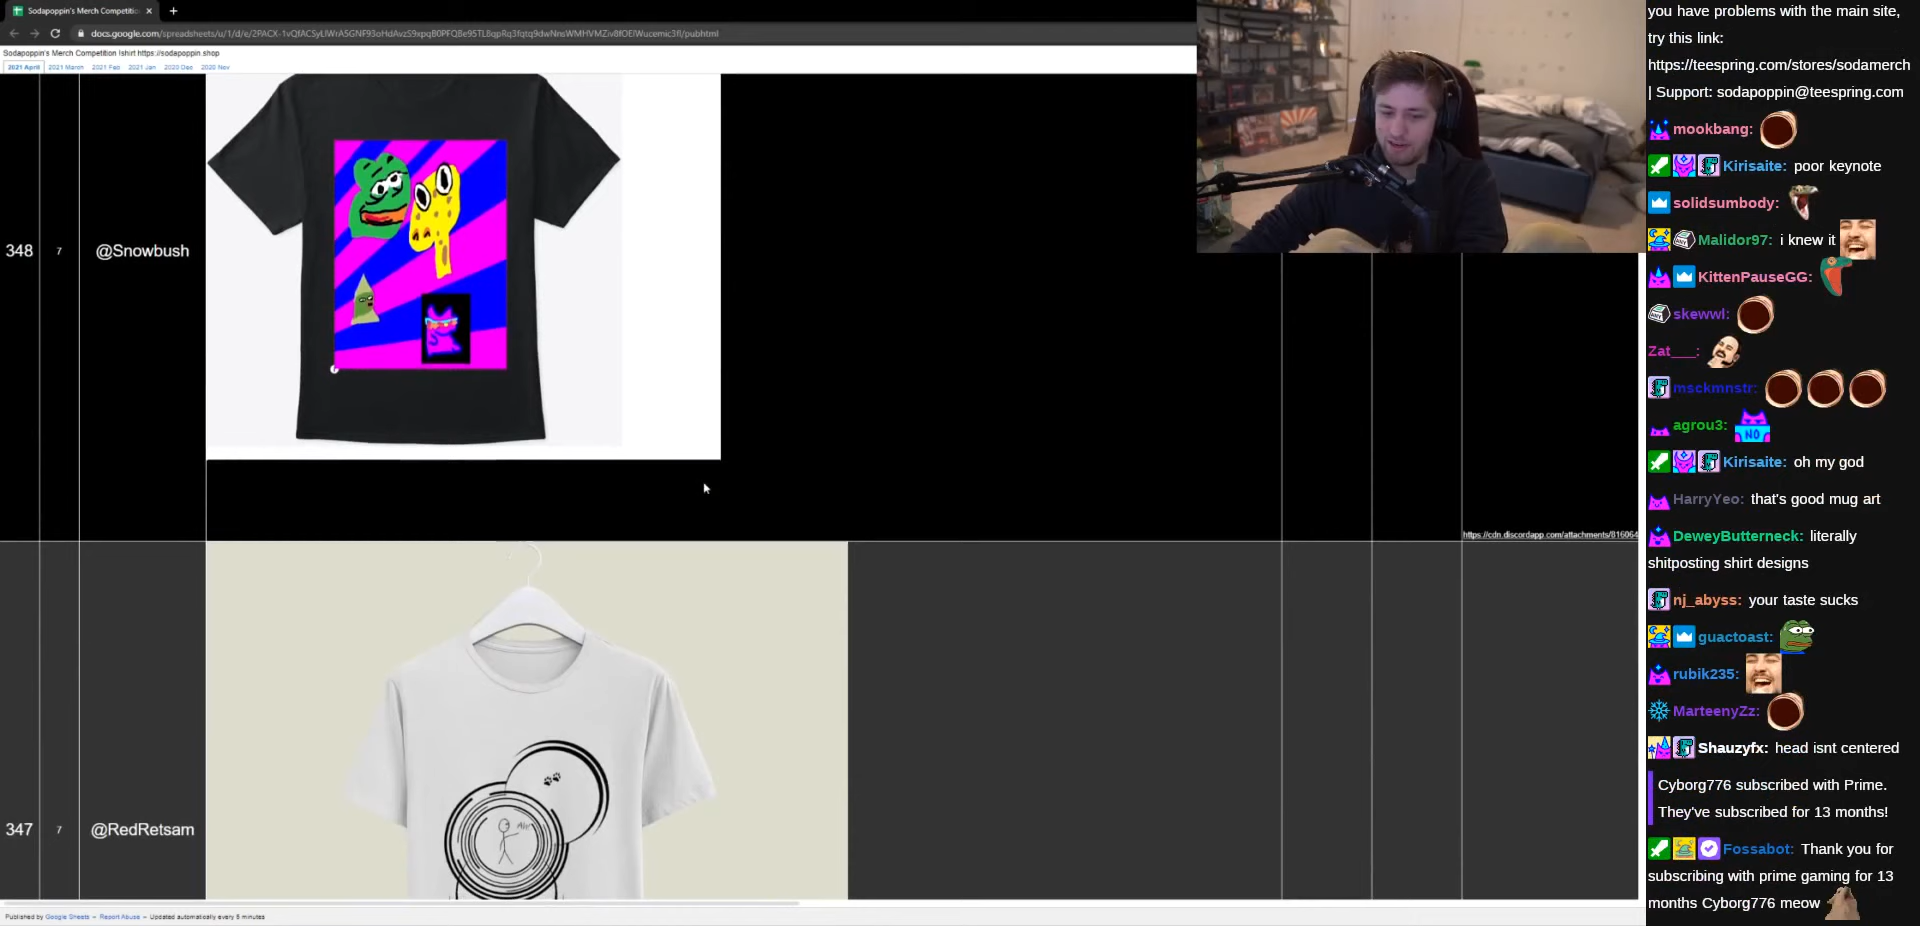 Sodapoppin's Merch Competitio
docs.google.com/spreadsheets/u/1/d/e/
Sodapoppin's Merch Competition !shirt https://sodapoppin.shop
2021 April 2021 March 2021 Feb 2021 Jan 2020 Dec 2020 Nov
348 7 @Snowbush
https://cdn.discordapp.com/attachments/816064
347 7 @RedRetsam
Published by Google Sheets – Report Abuse – Updated automatically every 5 minutes
you have problems with the main site,
try this link:
https://teespring.com/stores/sodamerch
| Support: sodapoppin@teespring.com
mookbang:
Kirisaite: poor keynote
solidsumbody:
Malidor97: i knew it
KittenPauseGG:
skewwl:
Zat___:
msckmnstr:
agrou3: NO
Kirisaite: oh my god
HarryYeo: that's good mug art
DeweyButterneck: literally
shitposting shirt designs
nj_abyss: your taste sucks
guactoast:
rubik235:
MarteenyZz:
Shauzyfx: head isnt centered
Cyborg776 subscribed with Prime.
They've subscribed for 13 months!
Fossabot: Thank you for
subscribing with prime gaming for 13
months Cyborg776 meow